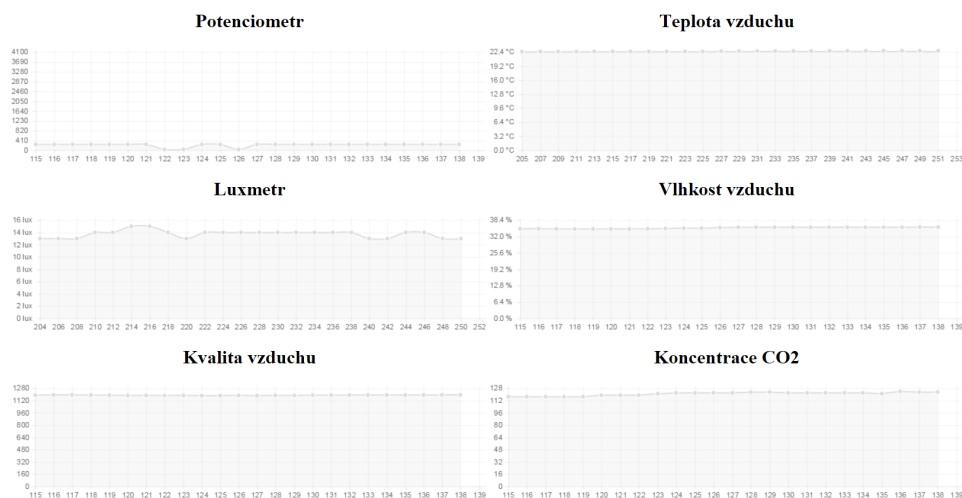 Potenciometr
4100
3690
3280
2870
2460
2050
1640
1230
820
410
0
115 116 117 118 119 120 121 122 123 124 125 126 127 128 129 130 131 132 133 134 135 136 137 138 139
Teplota vzduchu
22.4 °C
19.2 °C
16.0 °C
12.8 °C
9.6 °C
6.4 °C
3.2 °C
0.0 °C
205 207 209 211 213 215 217 219 221 223 225 227 229 231 233 235 237 239 241 243 245 247 249 251 253
Luxmetr
16 lux
14 lux
12 lux
10 lux
8 lux
6 lux
4 lux
2 lux
0 lux
204 206 208 210 212 214 216 218 220 222 224 226 228 230 232 234 236 238 240 242 244 246 248 250 252
Vlhkost vzduchu
38.4 %
32.0 %
25.6 %
19.2 %
12.8 %
6.4 %
0.0 %
115 116 117 118 119 120 121 122 123 124 125 126 127 128 129 130 131 132 133 134 135 136 137 138 139
Kvalita vzduchu
1280
1120
960
800
640
480
320
160
0
115 116 117 118 119 120 121 122 123 124 125 126 127 128 129 130 131 132 133 134 135 136 137 138 139
Koncentrace CO2
128
112
96
80
64
48
32
16
0
115 116 117 118 119 120 121 122 123 124 125 126 127 128 129 130 131 132 133 134 135 136 137 138 139